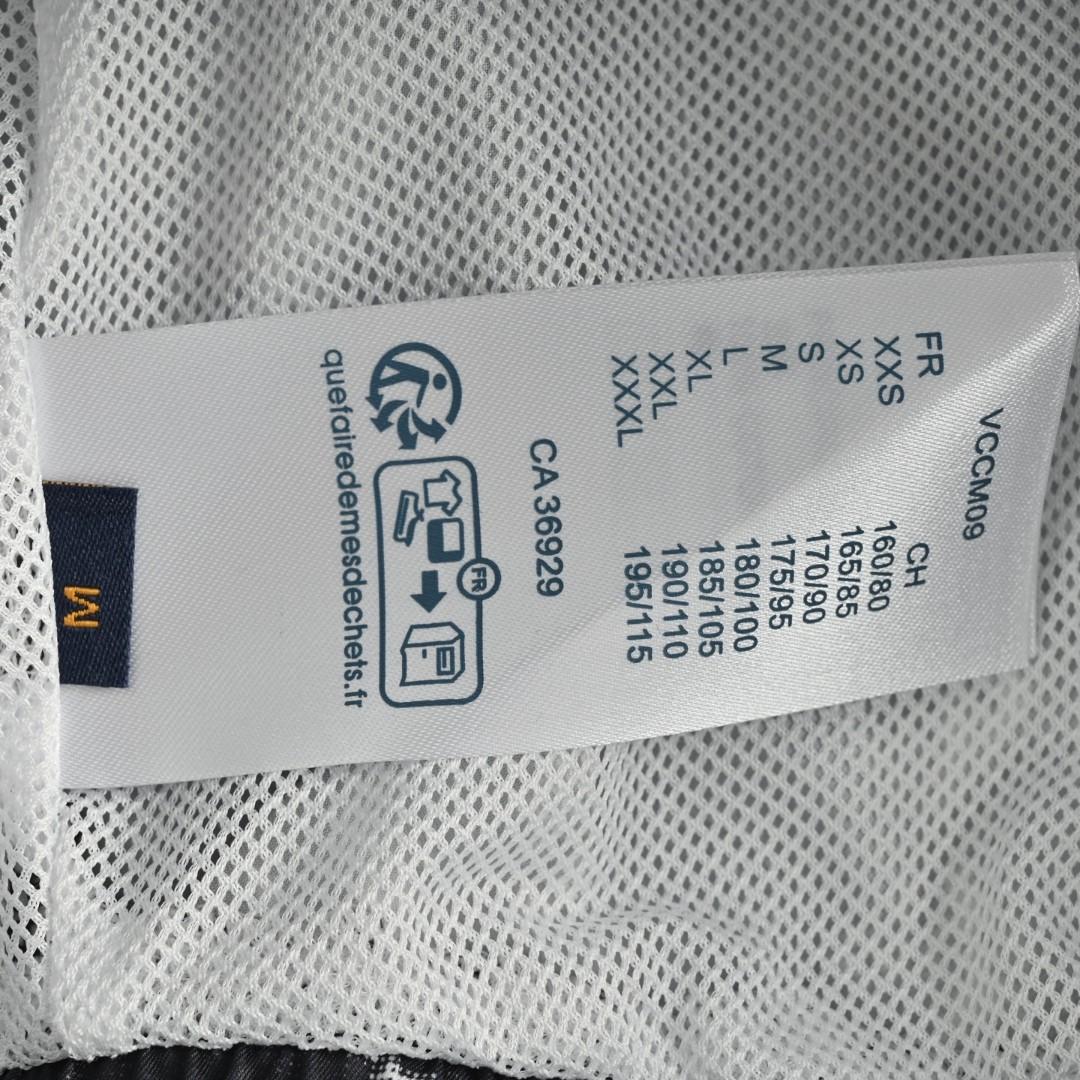 VCCM09
FR CH
XXS 160/80
XS 165/85
S 170/90
M 175/95
L 180/100
XL 185/105
XXL 190/110
XXXL 195/115
CA 36929
FR
quefairedemesdechets.fr
M